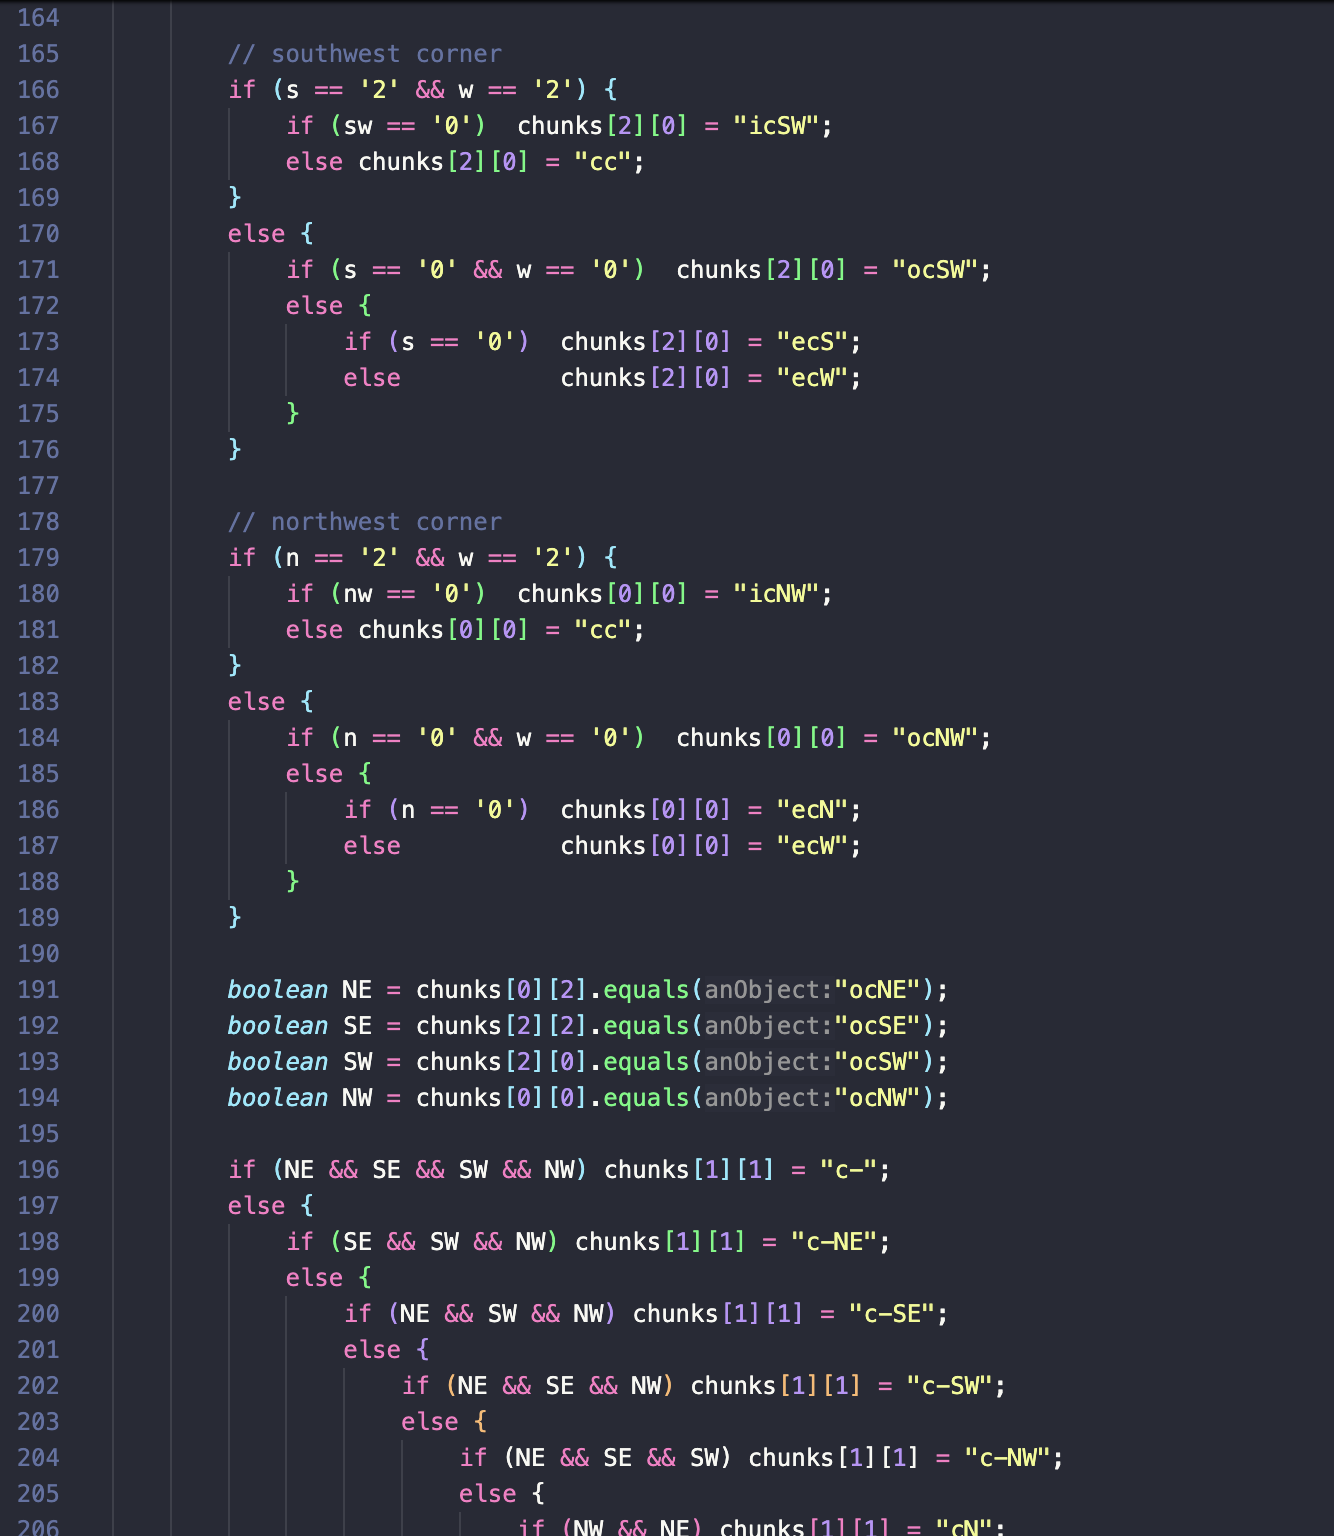 164
165 // southwest corner
166 if (s == '2' && w == '2') {
167 if (sw == '0')  chunks[2][0] = "icSW";
168 else chunks[2][0] = "cc";
169 }
170 else {
171 if (s == '0' && w == '0')  chunks[2][0] = "ocSW";
172 else {
173 if (s == '0')  chunks[2][0] = "ecS";
174 else           chunks[2][0] = "ecW";
175 }
176 }
177
178 // northwest corner
179 if (n == '2' && w == '2') {
180 if (nw == '0')  chunks[0][0] = "icNW";
181 else chunks[0][0] = "cc";
182 }
183 else {
184 if (n == '0' && w == '0')  chunks[0][0] = "ocNW";
185 else {
186 if (n == '0')  chunks[0][0] = "ecN";
187 else           chunks[0][0] = "ecW";
188 }
189 }
190
191 boolean NE = chunks[0][2].equals(anObject:"ocNE");
192 boolean SE = chunks[2][2].equals(anObject:"ocSE");
193 boolean SW = chunks[2][0].equals(anObject:"ocSW");
194 boolean NW = chunks[0][0].equals(anObject:"ocNW");
195
196 if (NE && SE && SW && NW) chunks[1][1] = "c-";
197 else {
198 if (SE && SW && NW) chunks[1][1] = "c-NE";
199 else {
200 if (NE && SW && NW) chunks[1][1] = "c-SE";
201 else {
202 if (NE && SE && NW) chunks[1][1] = "c-SW";
203 else {
204 if (NE && SE && SW) chunks[1][1] = "c-NW";
205 else {
206 if (NW && NE) chunks[1][1] = "cN";